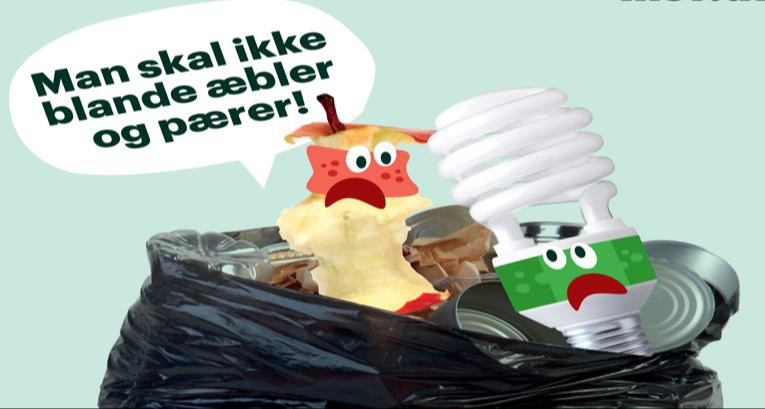 Man skal ikke
blande æbler
og pærer!